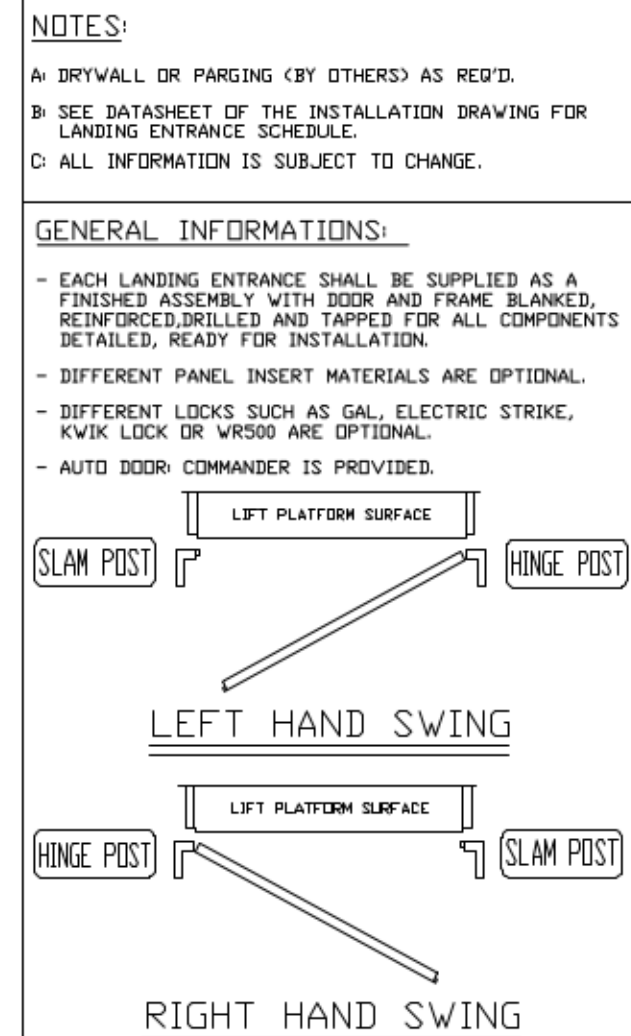 NOTES:
A: DRYWALL OR PARGING (BY OTHERS) AS REQ'D.
B: SEE DATASHEET OF THE INSTALLATION DRAWING FOR
LANDING ENTRANCE SCHEDULE.
C: ALL INFORMATION IS SUBJECT TO CHANGE.
GENERAL INFORMATIONS:
- EACH LANDING ENTRANCE SHALL BE SUPPLIED AS A
FINISHED ASSEMBLY WITH DOOR AND FRAME BLANKED,
REINFORCED,DRILLED AND TAPPED FOR ALL COMPONENTS
DETAILED, READY FOR INSTALLATION.
- DIFFERENT PANEL INSERT MATERIALS ARE OPTIONAL.
- DIFFERENT LOCKS SUCH AS GAL, ELECTRIC STRIKE,
KWIK LOCK OR WR500 ARE OPTIONAL.
- AUTO DOOR: COMMANDER IS PROVIDED.
LIFT PLATFORM SURFACE
SLAM POST
HINGE POST
LEFT HAND SWING
LIFT PLATFORM SURFACE
HINGE POST
SLAM POST
RIGHT HAND SWING